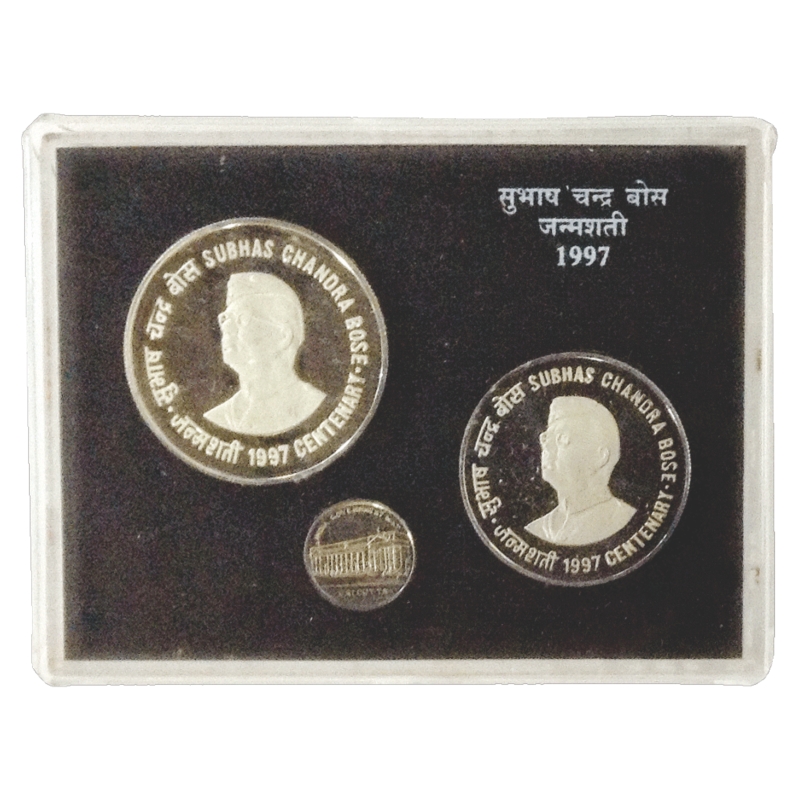 सुभाष चन्द्र बोस
जन्मशती
1997
सुभाष चन्द्र बोस SUBHAS CHANDRA BOSE
जन्मशती 1997 CENTENARY
सुभाष चन्द्र बोस SUBHAS CHANDRA BOSE
जन्मशती 1997 CENTENARY
CALCUTTA